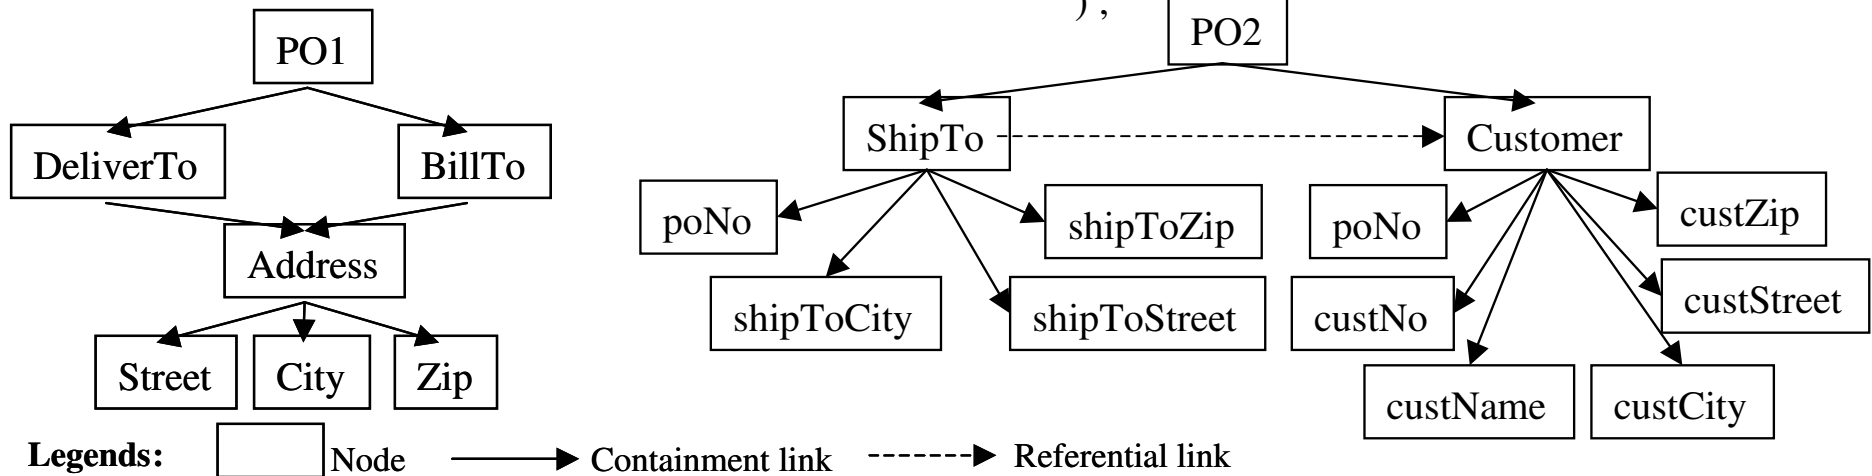 ) ,
PO1
PO2
DeliverTo
BillTo
ShipTo
Customer
Address
poNo
shipToZip
poNo
custZip
shipToCity
shipToStreet
custNo
custStreet
Street
City
Zip
custName
custCity
Legends:
Node
Containment link
Referential link